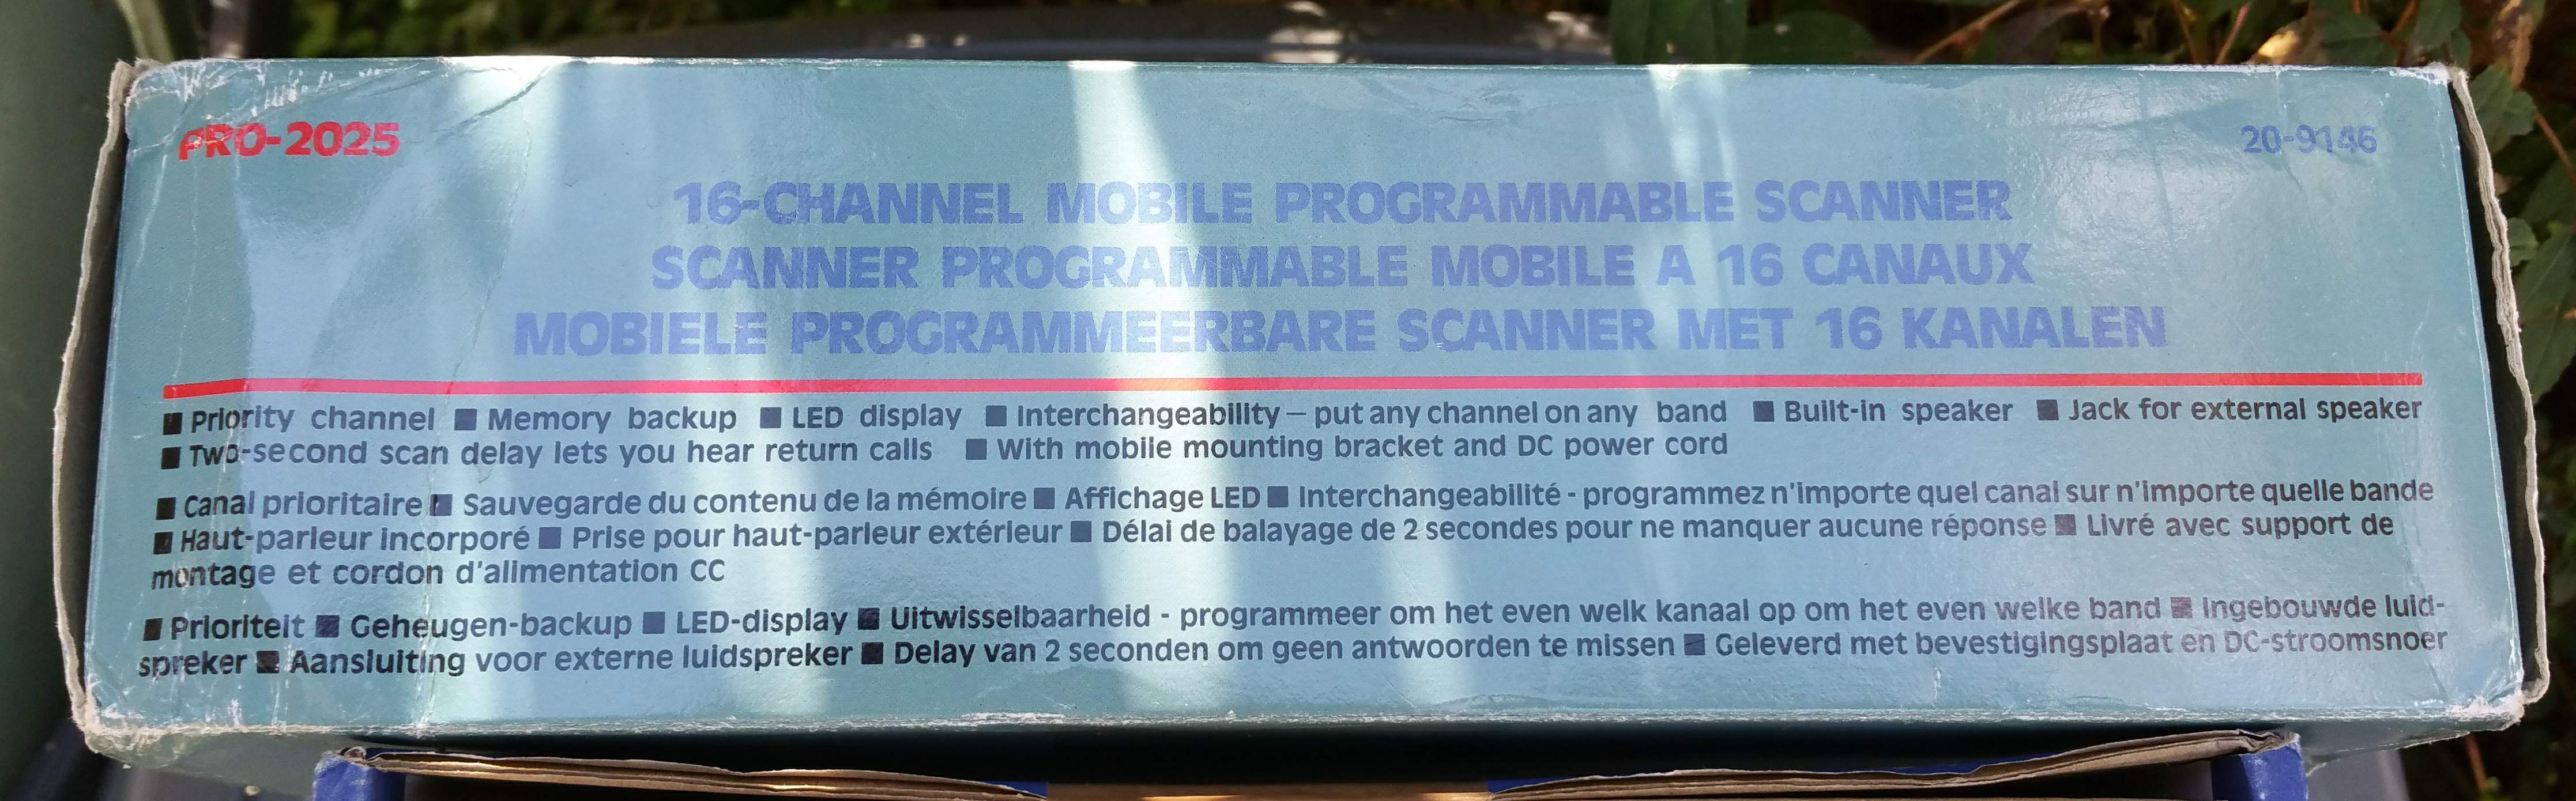 PRO-2025 20-9146
16-CHANNEL MOBILE PROGRAMMABLE SCANNER
SCANNER PROGRAMMABLE MOBILE A 16 CANAUX
MOBIELE PROGRAMMEERBARE SCANNER MET 16 KANALEN
■ Priority channel ■ Memory backup ■ LED display ■ Interchangeability – put any channel on any band ■ Built-in speaker ■ Jack for external speaker
■ Two-second scan delay lets you hear return calls ■ With mobile mounting bracket and DC power cord
■ Canal prioritaire ■ Sauvegarde du contenu de la mémoire ■ Affichage LED ■ Interchangeabilité - programmez n'importe quel canal sur n'importe quelle bande
■ Haut-parleur incorporé ■ Prise pour haut-parleur extérieur ■ Délai de balayage de 2 secondes pour ne manquer aucune réponse ■ Livré avec support de
montage et cordon d'alimentation CC
■ Prioriteit ■ Geheugen-backup ■ LED-display ■ Uitwisselbaarheid - programmeer om het even welk kanaal op om het even welke band ■ Ingebouwde luid-
spreker ■ Aansluiting voor externe luidspreker ■ Delay van 2 seconden om geen antwoorden te missen ■ Geleverd met bevestigingsplaat en DC-stroomsnoer